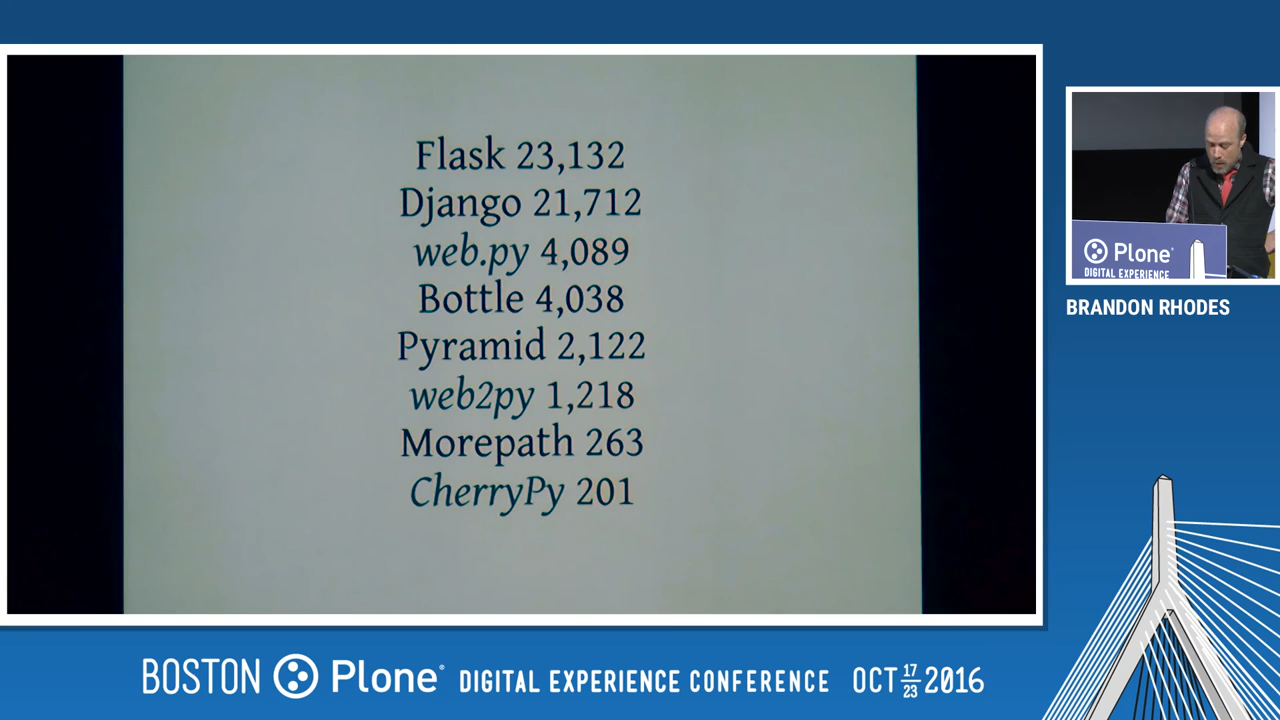 Flask 23,132
Django 21,712
web.py 4,089
Bottle 4,038
Pyramid 2,122
web2py 1,218
Morepath 263
CherryPy 201
Plone
DIGITAL EXPERIENCE
BRANDON RHODES
BOSTON Plone® DIGITAL EXPERIENCE CONFERENCE OCT 17 23 2016